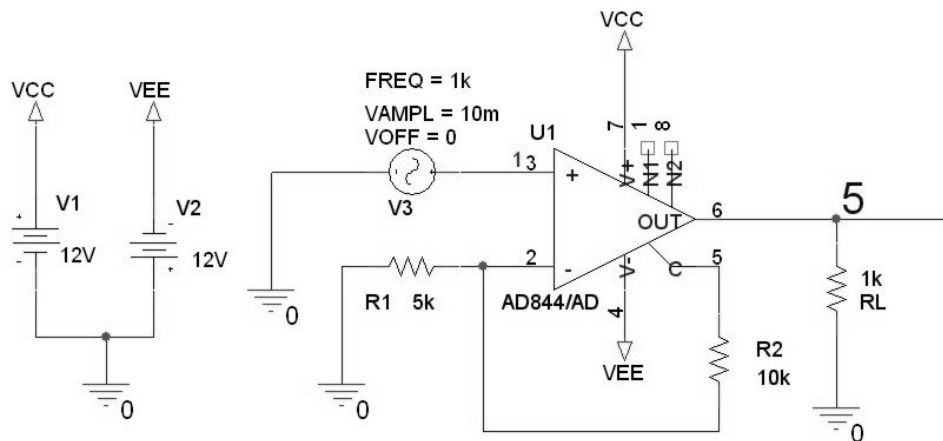 VCC
VEE
V1
12V
V2
12V
0
FREQ = 1k
VAMPL = 10m
VOFF = 0
V3
0
1
3
+
U1
VCC
7
1
8
V+
N1
N2
OUT
6
5
2
-
V-
C
5
4
AD844/AD
VEE
R1 5k
0
R2
10k
1k
RL
0